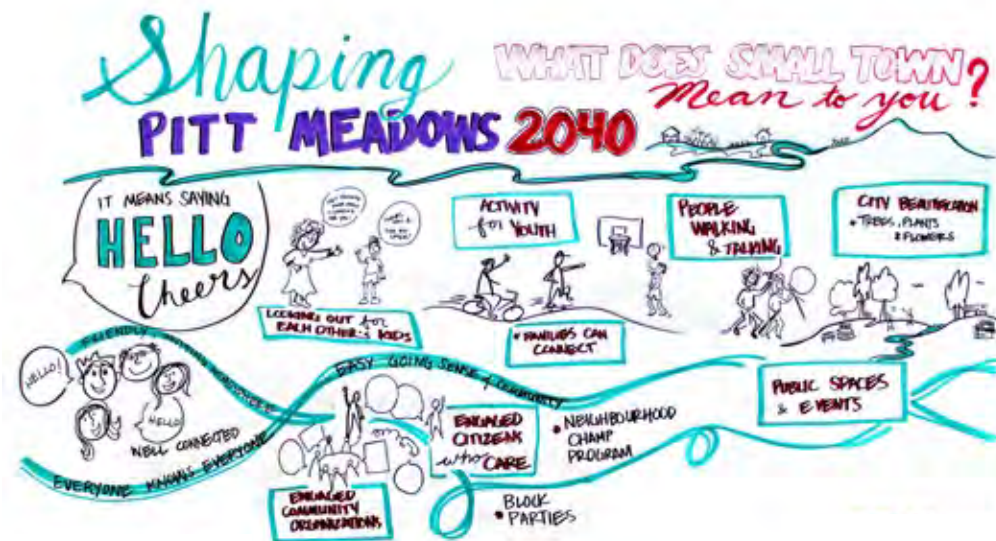 Shaping
PITT MEADOWS 2040
WHAT DOES SMALL TOWN
Mean to you?
IT MEANS SAYING
HELLO
Cheers
LOOKING OUT for
EACH OTHER'S KIDS
ACTIVITY
for YOUTH
• FAMILIES CAN
CONNECT
PEOPLE
WALKING
& TALKING
CITY BEAUTIFICATION
• TREES, PLANTS
& FLOWERS
FRIENDLY
HELLO!
HELLO
WELL CONNECTED
EVERYONE KNOWS EVERYONE
EASY GOING SENSE of COMMUNITY
ENGAGED
COMMUNITY
ORGANIZATIONS
ENGAGED
CITIZENS
who CARE
• NEIGHBOURHOOD
CHAMP
PROGRAM
• BLOCK
PARTIES
PUBLIC SPACES
& EVENTS